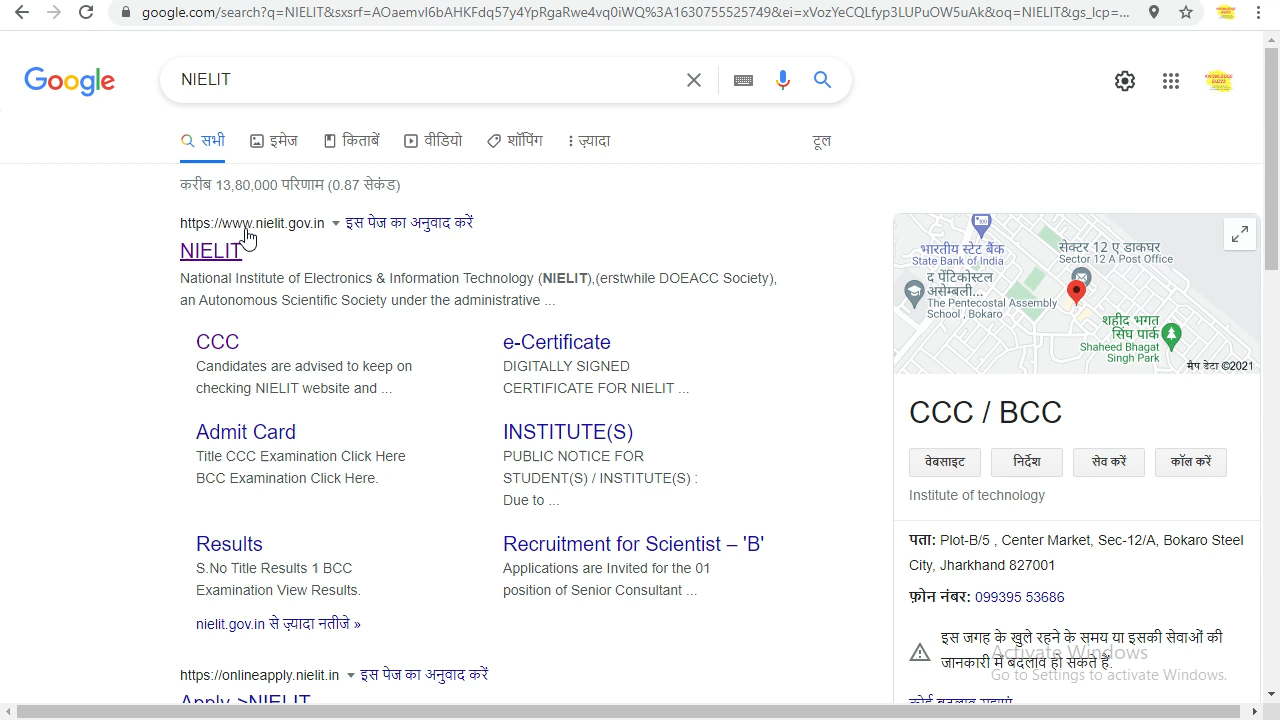 google.com/search?q=NIELIT&sxsrf=AOaemvI6bAHKFdq57y4YpRgaRwe4vq0iWQ%3A1630755525749&ei=xVozYeCQLfyp3LUPuOW5uAk&oq=NIELIT&gs_lcp=...
Google
NIELIT
सभी इमेज किताबें वीडियो शॉपिंग ज़्यादा टूल
करीब 13,80,000 परिणाम (0.87 सेकंड)
https://www.nielit.gov.in इस पेज का अनुवाद करें
NIELIT
National Institute of Electronics & Information Technology (NIELIT),(erstwhile DOEACC Society),
an Autonomous Scientific Society under the administrative ...
CCC
Candidates are advised to keep on
checking NIELIT website and ...
e-Certificate
DIGITALLY SIGNED
CERTIFICATE FOR NIELIT ...
Admit Card
Title CCC Examination Click Here
BCC Examination Click Here.
INSTITUTE(S)
PUBLIC NOTICE FOR
STUDENT(S) / INSTITUTE(S) :
Due to ...
Results
S.No Title Results 1 BCC
Examination View Results.
Recruitment for Scientist – 'B'
Applications are Invited for the 01
position of Senior Consultant ...
nielit.gov.in से ज़्यादा नतीजे »
https://onlineapply.nielit.in इस पेज का अनुवाद करें
Apply ->NIELIT
भारतीय स्टेट बैंक
State Bank of India
सेक्टर 12 ए डाकघर
Sector 12 A Post Office
द पेंटिकोस्टल
असेम्बली...
The Pentecostal Assembly
School , Bokaro
शहीद भगत
सिंघ पार्क
Shaheed Bhagat
Singh Park
मैप डेटा ©2021
CCC / BCC
वेबसाइट निर्देश सेव करें कॉल करें
Institute of technology
पता: Plot-B/5 , Center Market, Sec-12/A, Bokaro Steel
City, Jharkhand 827001
फ़ोन नंबर: 099395 53686
इस जगह के खुले रहने के समय या इसकी सेवाओं की
जानकारी में बदलाव हो सकते हैं.
Activate Windows
Go to Settings to activate Windows.